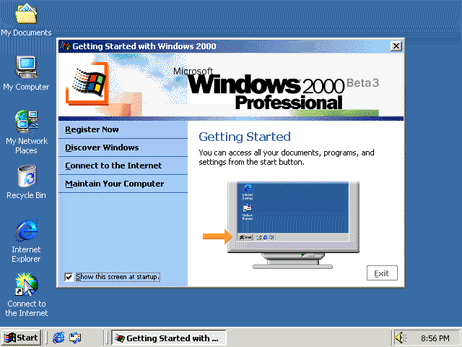 My Documents
My Computer
My Network
Places
Recycle Bin
Internet
Explorer
Connect to
the Internet
Getting Started with Windows 2000
Microsoft
Windows 2000 Beta3
Professional
Register Now
Discover Windows
Connect to the Internet
Maintain Your Computer
Show this screen at startup.
Getting Started
You can access all your documents, programs, and
settings from the start button.
Exit
Start
Getting Started with ...
8:56 PM